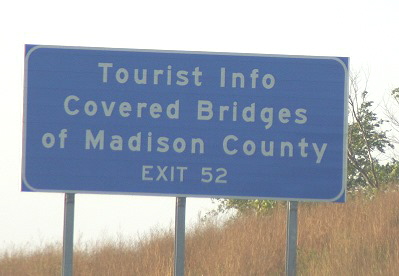 Tourist Info
Covered Bridges
of Madison County
EXIT 52